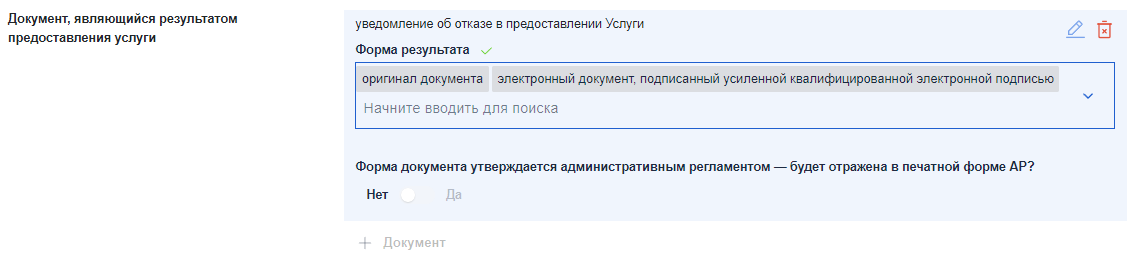 Документ, являющийся результатом
предоставления услуги
уведомление об отказе в предоставлении Услуги
Форма результата
оригинал документа электронный документ, подписанный усиленной квалифицированной электронной подписью
Начните вводить для поиска
Форма документа утверждается административным регламентом — будет отражена в печатной форме АР?
Нет Да
Документ